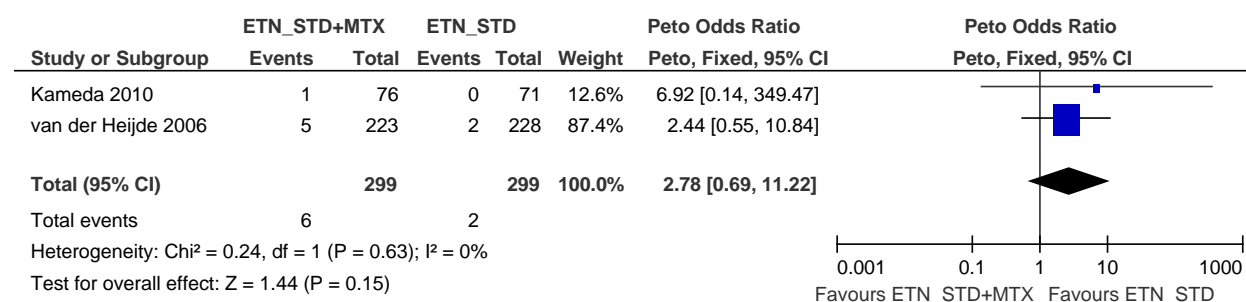 ETN_STD+MTX ETN_STD Peto Odds Ratio Peto Odds Ratio
Study or Subgroup Events Total Events Total Weight Peto, Fixed, 95% CI Peto, Fixed, 95% CI
Kameda 2010 1 76 0 71 12.6% 6.92 [0.14, 349.47]
van der Heijde 2006 5 223 2 228 87.4% 2.44 [0.55, 10.84]
Total (95% CI) 299 299 100.0% 2.78 [0.69, 11.22]
Total events 6 2
Heterogeneity: Chi² = 0.24, df = 1 (P = 0.63); I² = 0%
Test for overall effect: Z = 1.44 (P = 0.15)
0.001 0.1 1 10 1000
Favours ETN_STD+MTX Favours ETN_STD